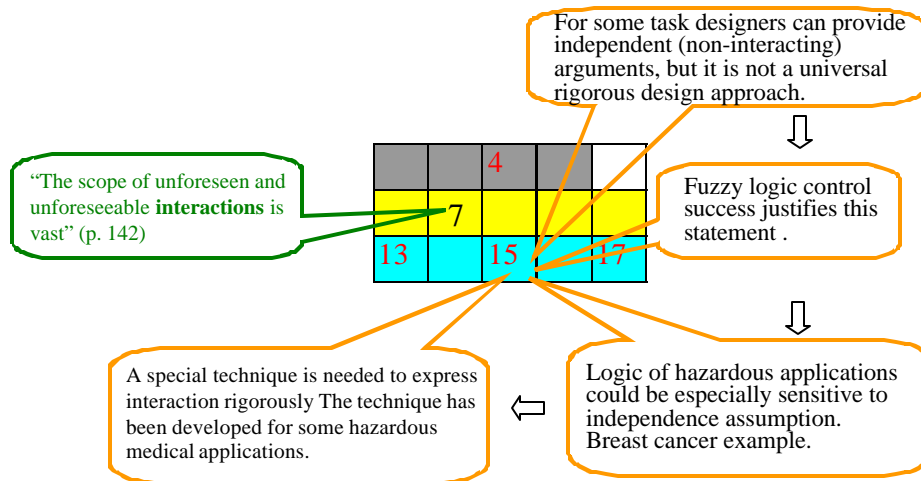 For some task designers can provide
independent (non-interacting)
arguments, but it is not a universal
rigorous design approach.
4
“The scope of unforeseen and
unforeseeable interactions is
vast” (p. 142)
7
Fuzzy logic control
success justifies this
statement .
13 15 17
A special technique is needed to express
interaction rigorously The technique has
been developed for some hazardous
medical applications.
Logic of hazardous applications
could be especially sensitive to
independence assumption.
Breast cancer example.